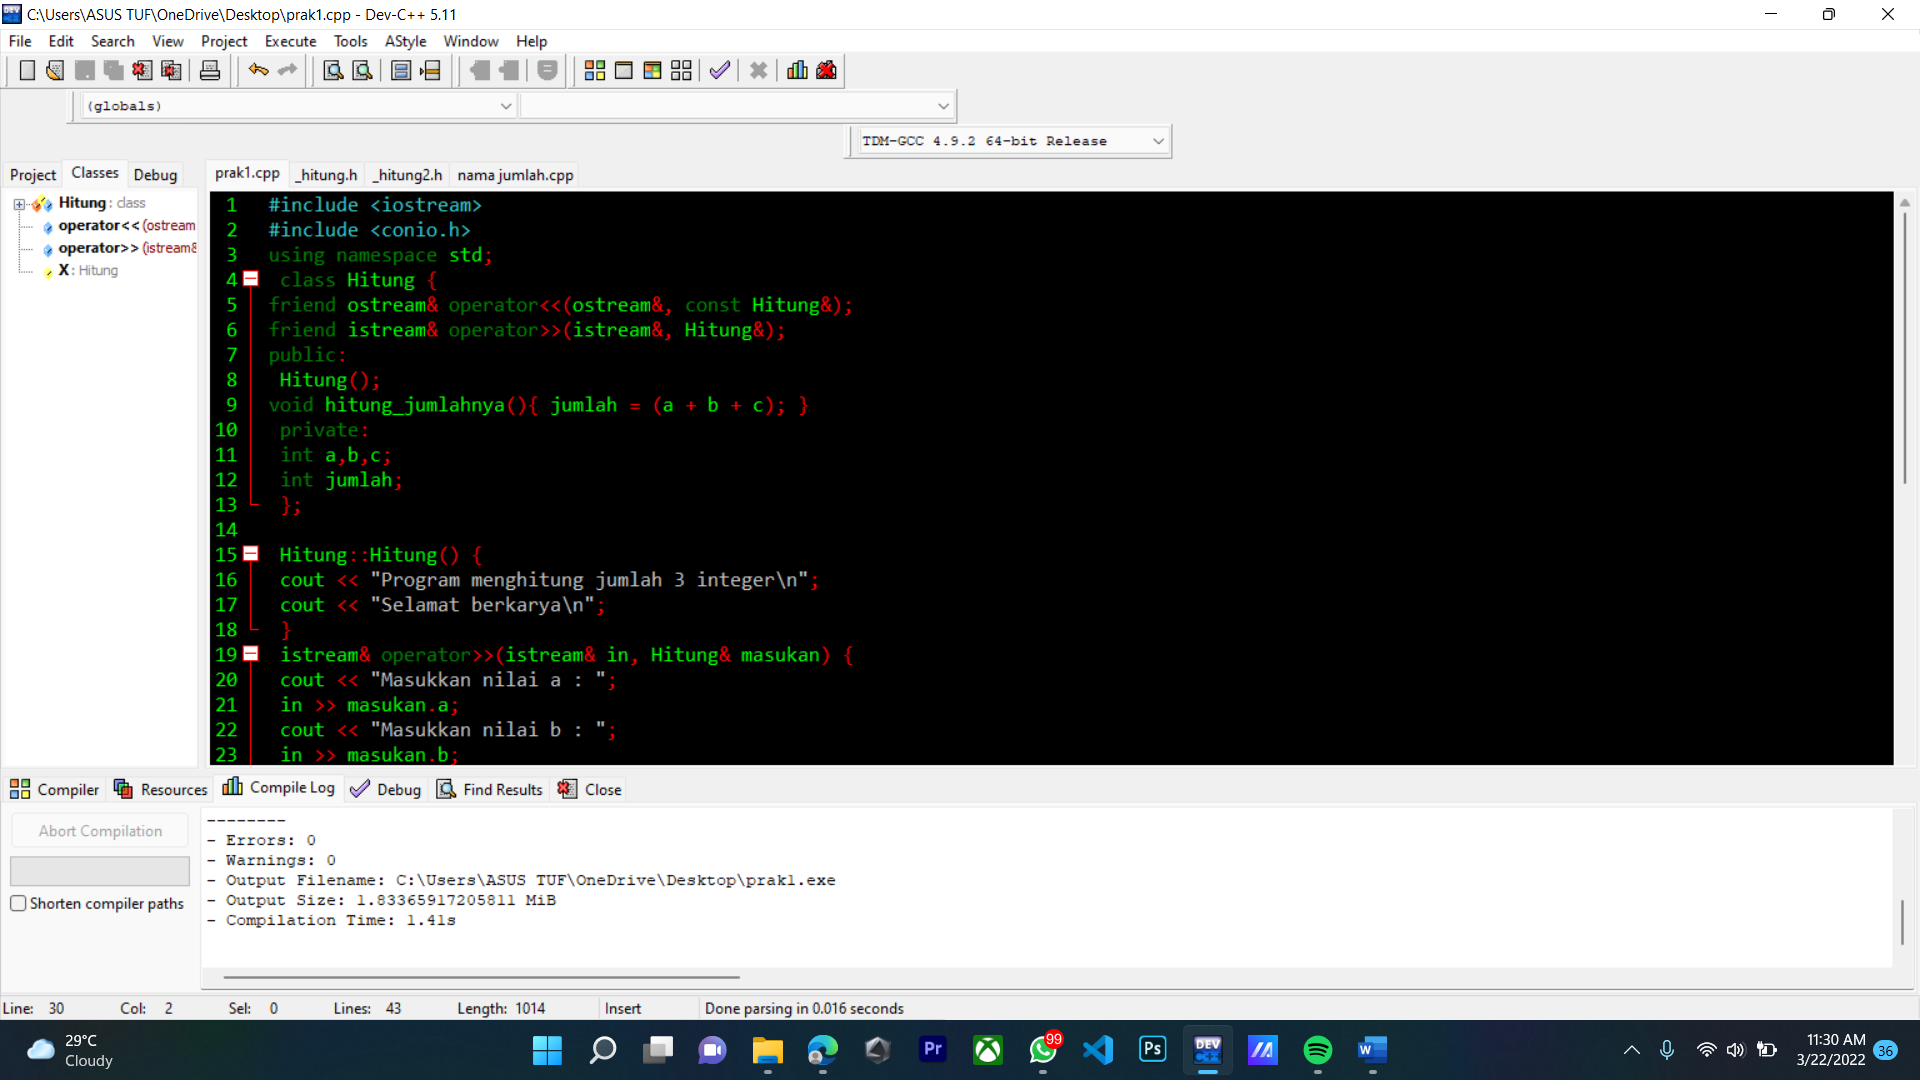 C:\Users\ASUS TUF\OneDrive\Desktop\prak1.cpp - Dev-C++ 5.11
File Edit Search View Project Execute Tools AStyle Window Help
(globals)
TDM-GCC 4.9.2 64-bit Release
Project Classes Debug
prak1.cpp _hitung.h _hitung2.h nama jumlah.cpp
Hitung : class
operator<< (ostream
operator>> (istream&
X : Hitung
1 #include <iostream>
2 #include <conio.h>
3 using namespace std;
4 class Hitung {
5 friend ostream& operator<<(ostream&, const Hitung&);
6 friend istream& operator>>(istream&, Hitung&);
7 public:
8 Hitung();
9 void hitung_jumlahnya(){ jumlah = (a + b + c); }
10 private:
11 int a,b,c;
12 int jumlah;
13 };
14
15 Hitung::Hitung() {
16 cout << "Program menghitung jumlah 3 integer\n";
17 cout << "Selamat berkarya\n";
18 }
19 istream& operator>>(istream& in, Hitung& masukan) {
20 cout << "Masukkan nilai a : ";
21 in >> masukan.a;
22 cout << "Masukkan nilai b : ";
23 in >> masukan.b;
Compiler Resources Compile Log Debug Find Results Close
Abort Compilation
Shorten compiler paths
--------
- Errors: 0
- Warnings: 0
- Output Filename: C:\Users\ASUS TUF\OneDrive\Desktop\prak1.exe
- Output Size: 1.83365917205811 MiB
- Compilation Time: 1.41s
Line: 30 Col: 2 Sel: 0 Lines: 43 Length: 1014 Insert Done parsing in 0.016 seconds
29°C
Cloudy
Pr
99
Ps
DEV
C++
W
11:30 AM
3/22/2022
36